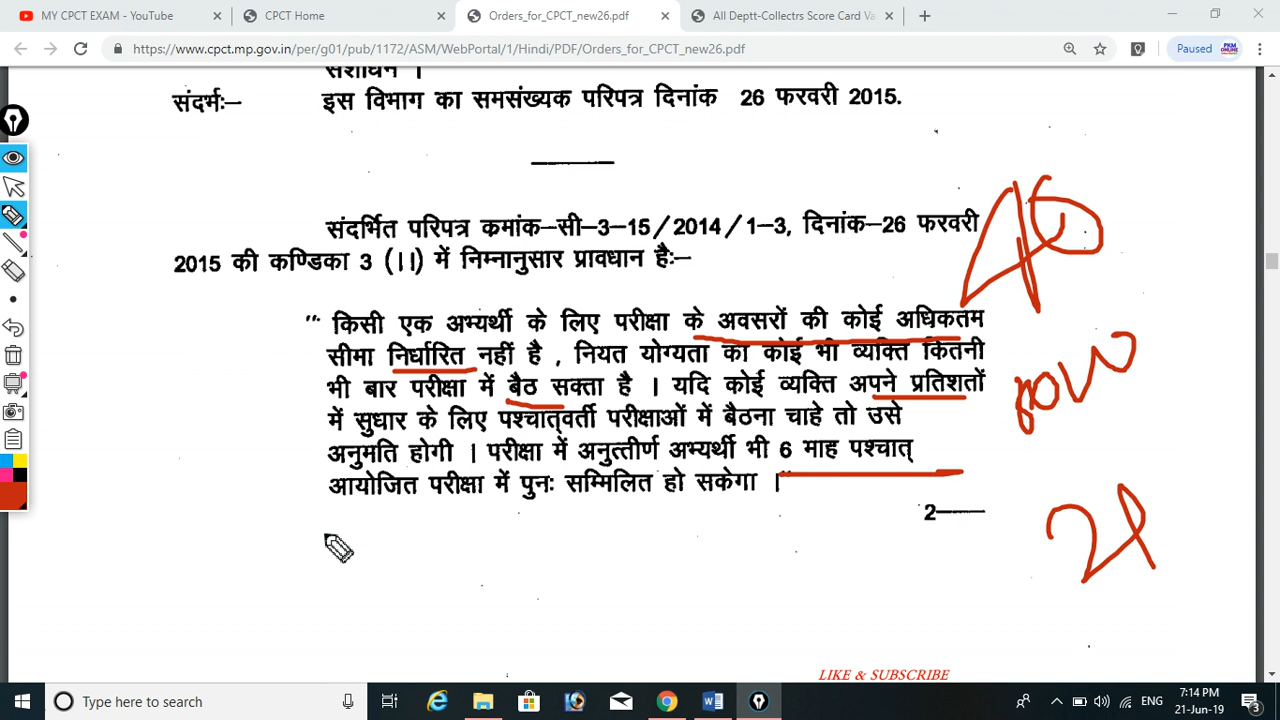 MY CPCT EXAM - YouTube
CPCT Home
Orders_for_CPCT_new26.pdf
All Deptt-Collectrs Score Card Va
https://www.cpct.mp.gov.in/per/g01/pub/1172/ASM/WebPortal/1/Hindi/PDF/Orders_for_CPCT_new26.pdf
Paused
PKM ONLINE
संशोधन ।
संदर्भः–
इस विभाग का समसंख्यक परिपत्र दिनांक 26 फरवरी 2015.
संदर्भित परिपत्र कमांक–सी–3–15/2014/1–3, दिनांक–26 फरवरी
2015 की कण्डिका 3 (।।) में निम्नानुसार प्रावधान हैः–
" किसी एक अभ्यर्थी के लिए परीक्षा के अवसरों की कोई अधिकतम
सीमा निर्धारित नहीं है , नियत योग्यता का कोई भी व्यक्ति कितनी
भी बार परीक्षा में बैठ सक्ता है । यदि कोई व्यक्ति अपने प्रतिशतों
में सुधार के लिए पश्चात्वर्ती परीक्षाओं में बैठना चाहे तो उसे
अनुमति होगी । परीक्षा में अनुत्तीर्ण अभ्यर्थी भी 6 माह पश्चात्
आयोजित परीक्षा में पुनः सम्मिलित हो सकेगा ।"
2——
LIKE & SUBSCRIBE
Type here to search
ENG
7:14 PM
21-Jun-19
3